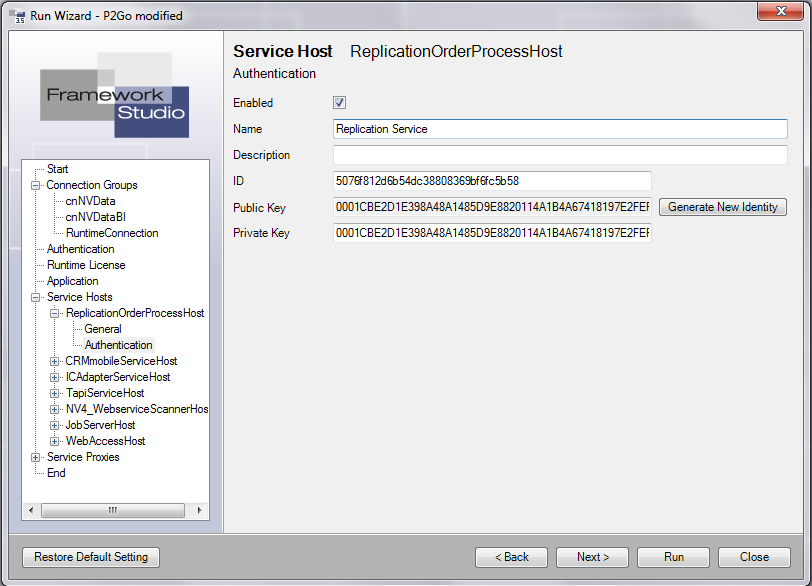 Run Wizard - P2Go modified
Framework
Studio
Start
Connection Groups
cnNVData
cnNVDataBI
RuntimeConnection
Authentication
Runtime License
Application
Service Hosts
ReplicationOrderProcessHost
General
Authentication
CRMmobileServiceHost
ICAdapterServiceHost
TapiServiceHost
NV4_WebserviceScannerHos
JobServerHost
WebAccessHost
Service Proxies
End
Service Host ReplicationOrderProcessHost
Authentication
Enabled
Name Replication Service
Description
ID 5076f812d6b54dc38808369bf6fc5b58
Public Key 0001CBE2D1E398A48A1485D9E8820114A1B4A67418197E2FEF Generate New Identity
Private Key 0001CBE2D1E398A48A1485D9E8820114A1B4A67418197E2FEF
Restore Default Setting < Back Next > Run Close